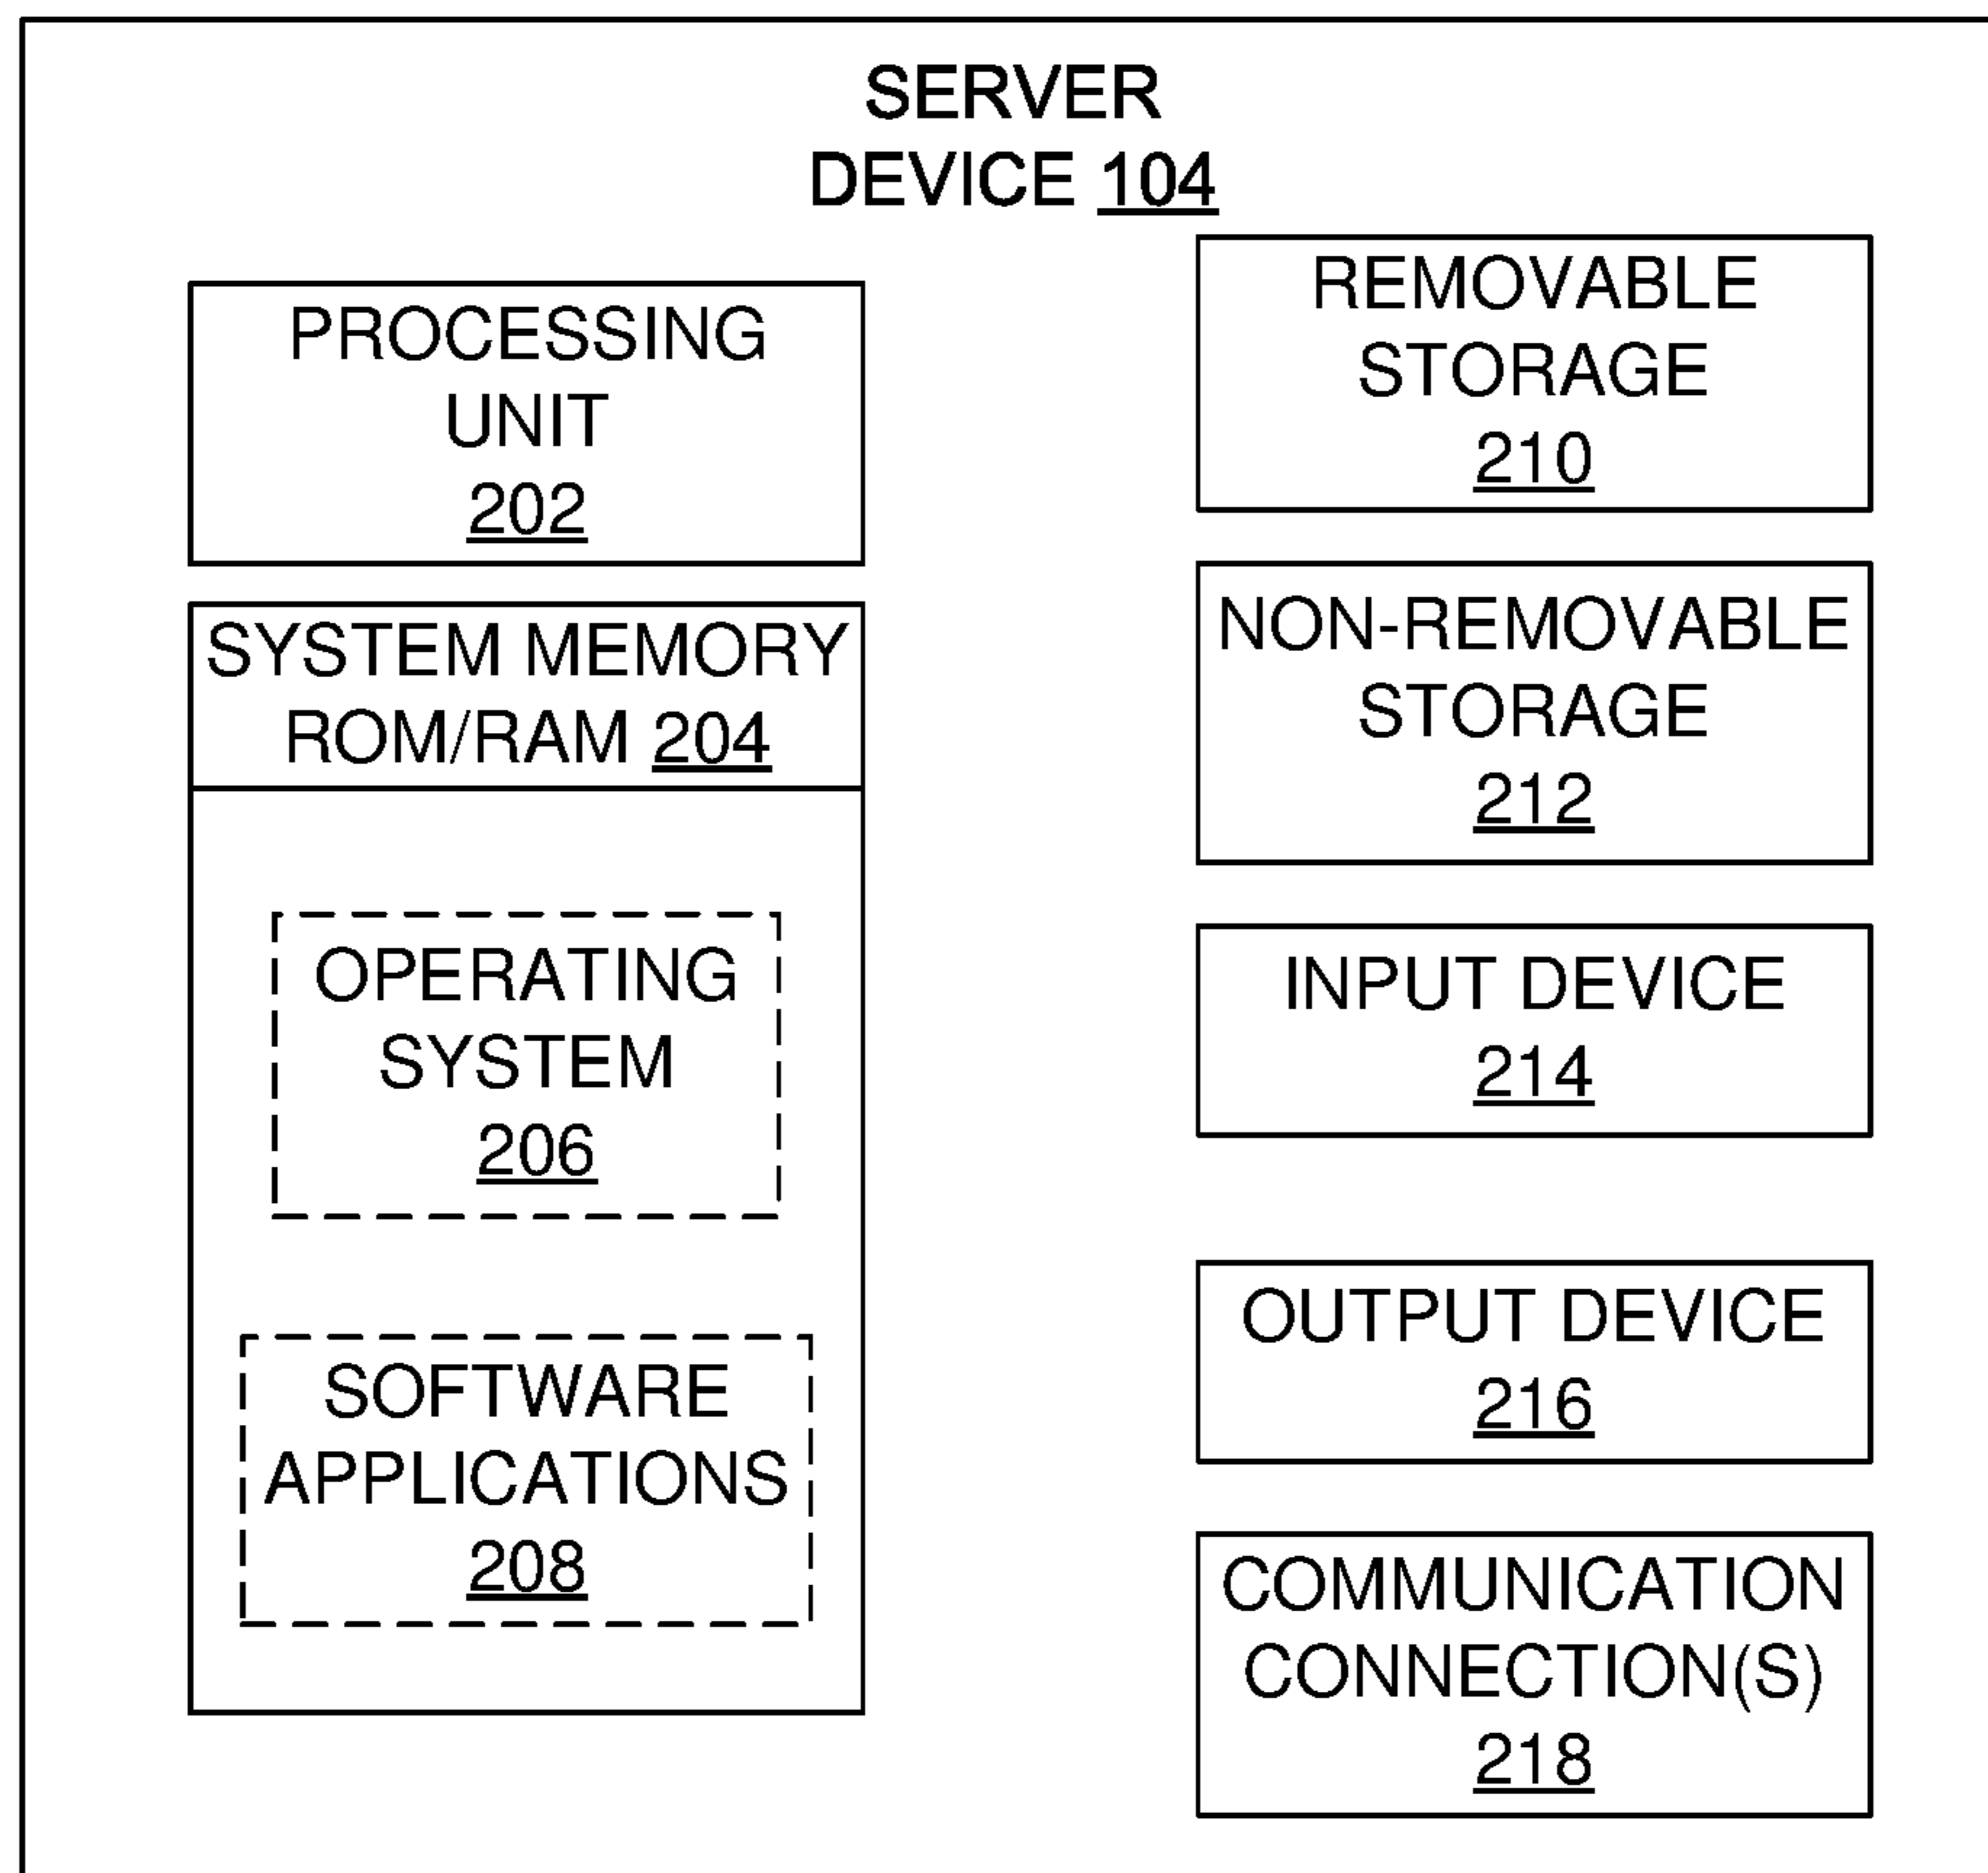 SERVER
DEVICE 104
PROCESSING
UNIT
202
SYSTEM MEMORY
ROM/RAM 204
OPERATING
SYSTEM
206
SOFTWARE
APPLICATIONS
208
REMOVABLE
STORAGE
210
NON-REMOVABLE
STORAGE
212
INPUT DEVICE
214
OUTPUT DEVICE
216
COMMUNICATION
CONNECTION(S)
218